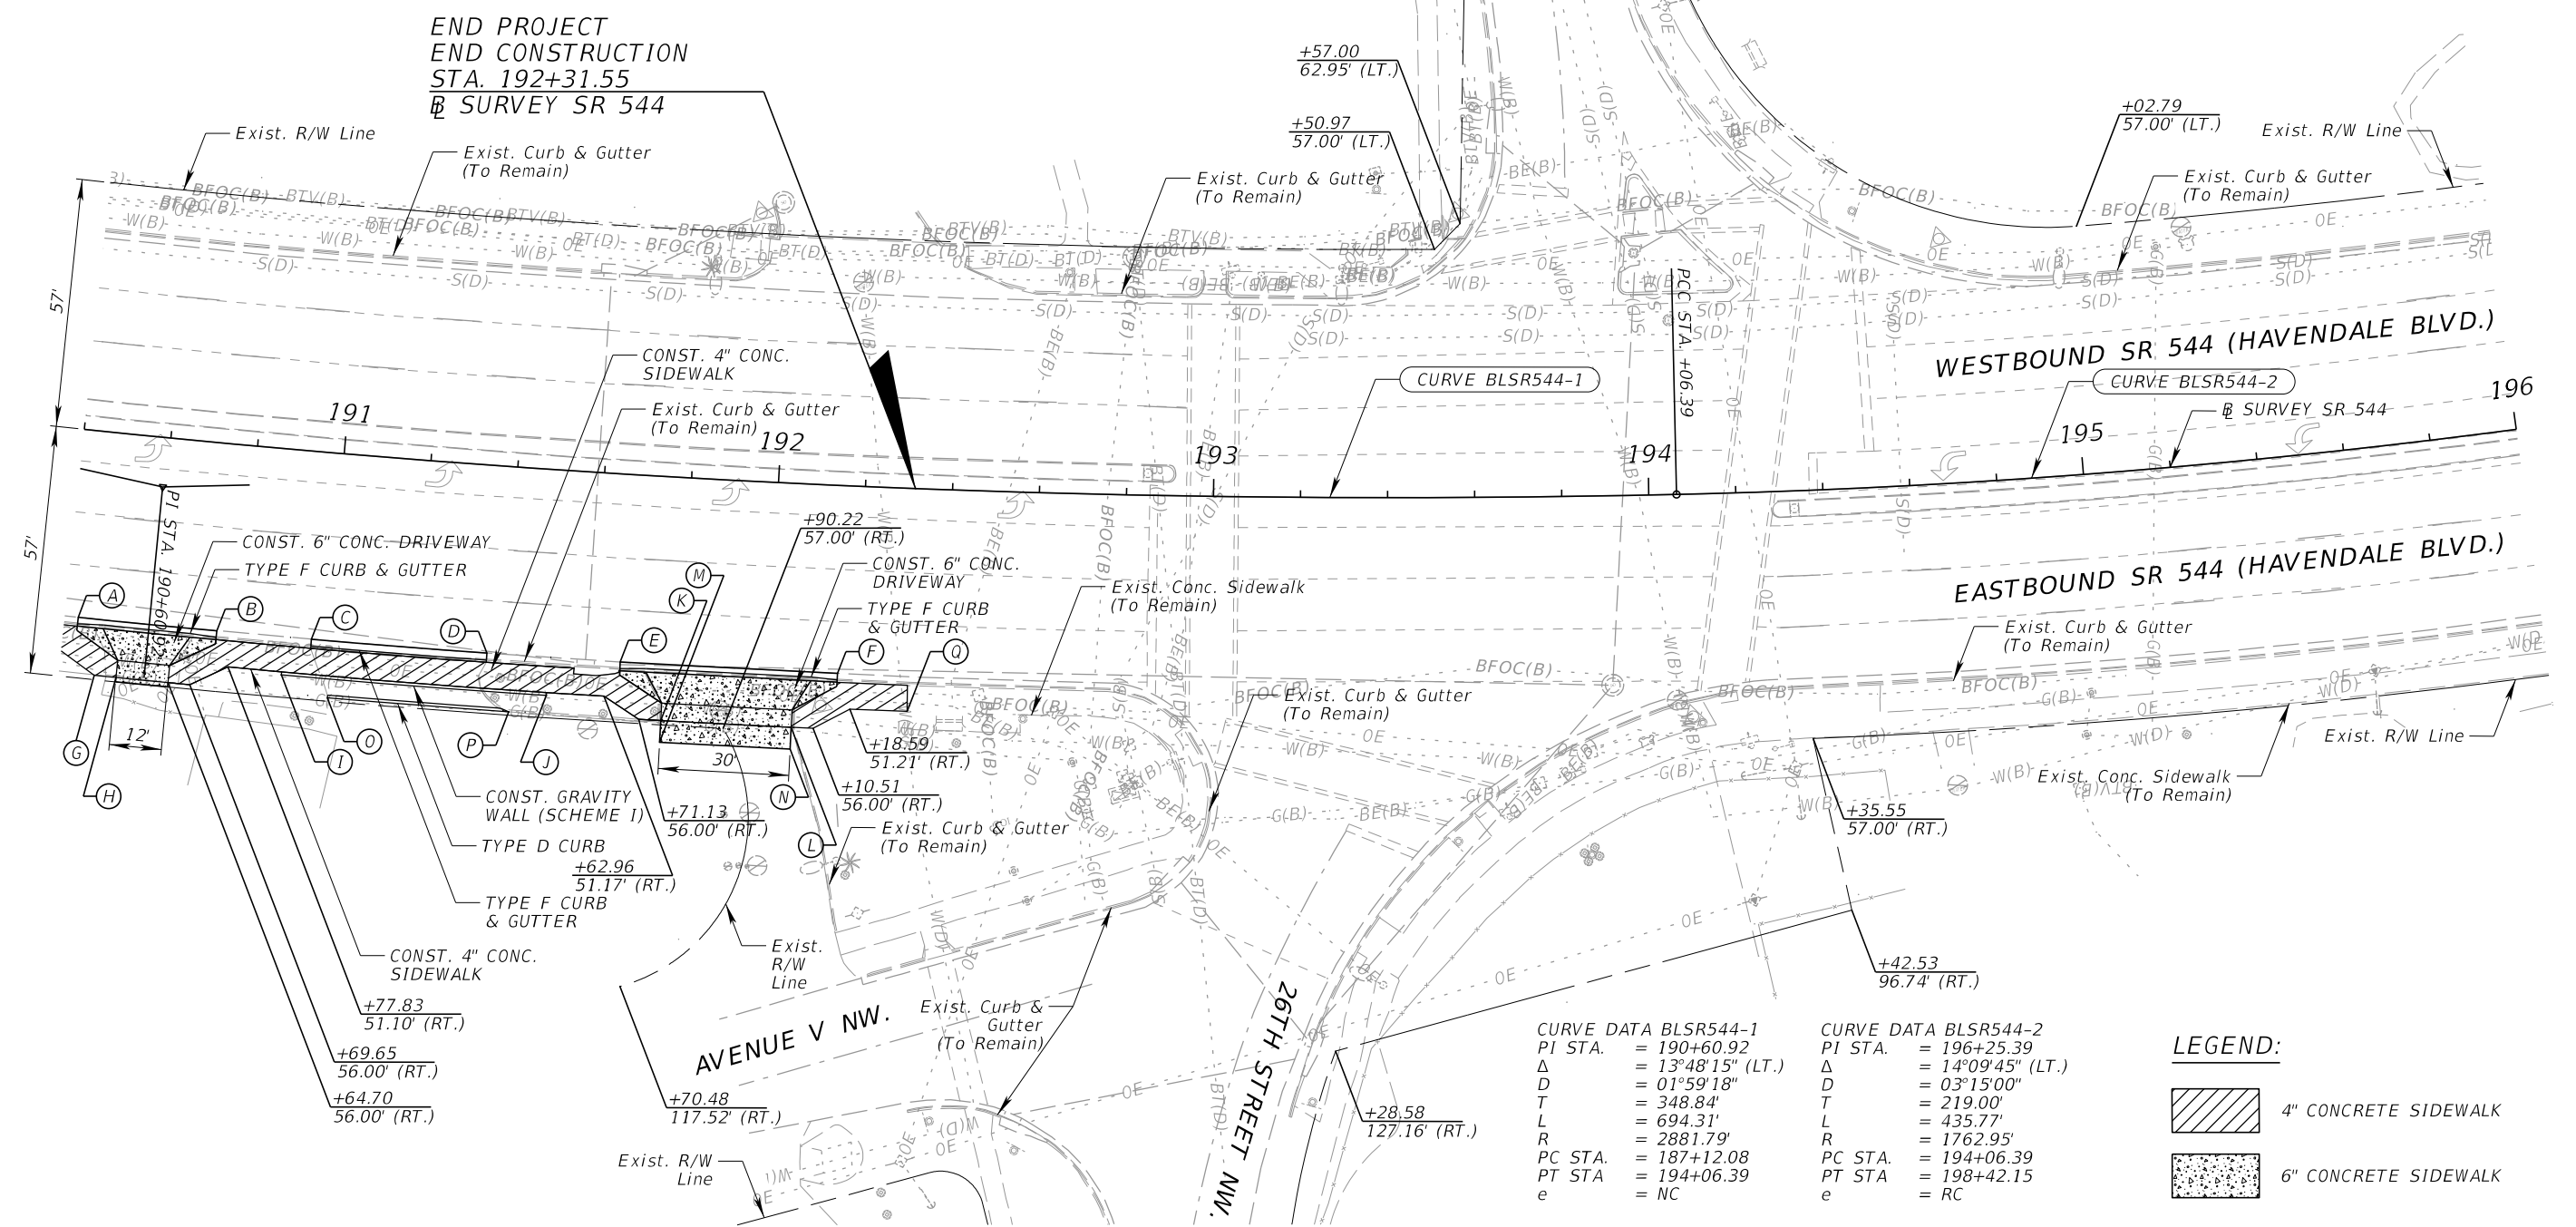 END PROJECT
END CONSTRUCTION
STA. 192+31.55
BL SURVEY SR 544
Exist. R/W Line
Exist. Curb & Gutter
(To Remain)
+57.00
62.95' (LT.)
+50.97
57.00' (LT.)
Exist. Curb & Gutter
(To Remain)
+02.79
57.00' (LT.)
Exist. R/W Line
Exist. Curb & Gutter
(To Remain)
57'
57'
CONST. 4" CONC.
SIDEWALK
Exist. Curb & Gutter
(To Remain)
191
192
193
194
195
196
CURVE BLSR544-1
PCC STA. +06.39
WESTBOUND SR 544 (HAVENDALE BLVD.)
CURVE BLSR544-2
BL SURVEY SR 544
PI STA. 190+60.92
CONST. 6" CONC. DRIVEWAY
TYPE F CURB & GUTTER
+90.22
57.00' (RT.)
CONST. 6" CONC.
DRIVEWAY
TYPE F CURB
& GUTTER
Exist. Conc. Sidewalk
(To Remain)
EASTBOUND SR 544 (HAVENDALE BLVD.)
Exist. Curb & Gutter
(To Remain)
A
B
C
D
E
F
Q
M
K
G
H
I
O
P
J
N
L
12'
30'
Exist. Curb & Gutter
(To Remain)
+18.59
51.21' (RT.)
+10.51
56.00' (RT.)
+71.13
56.00' (RT.)
+62.96
51.17' (RT.)
CONST. GRAVITY
WALL (SCHEME I)
TYPE D CURB
TYPE F CURB
& GUTTER
CONST. 4" CONC.
SIDEWALK
Exist. Curb & Gutter
(To Remain)
Exist. R/W Line
Exist. Conc. Sidewalk
(To Remain)
+35.55
57.00' (RT.)
+42.53
96.74' (RT.)
Exist.
R/W
Line
+77.83
51.10' (RT.)
+69.65
56.00' (RT.)
+64.70
56.00' (RT.)
+70.48
117.52' (RT.)
AVENUE V NW.
Exist. Curb &
Gutter
(To Remain)
26TH STREET NW.
+28.58
127.16' (RT.)
Exist. R/W
Line
CURVE DATA BLSR544-1
PI STA. = 190+60.92
Δ = 13°48'15" (LT.)
D = 01°59'18"
T = 348.84'
L = 694.31'
R = 2881.79'
PC STA. = 187+12.08
PT STA = 194+06.39
e = NC
CURVE DATA BLSR544-2
PI STA. = 196+25.39
Δ = 14°09'45" (LT.)
D = 03°15'00"
T = 219.00'
L = 435.77'
R = 1762.95'
PC STA. = 194+06.39
PT STA = 198+42.15
e = RC
LEGEND:
4" CONCRETE SIDEWALK
6" CONCRETE SIDEWALK